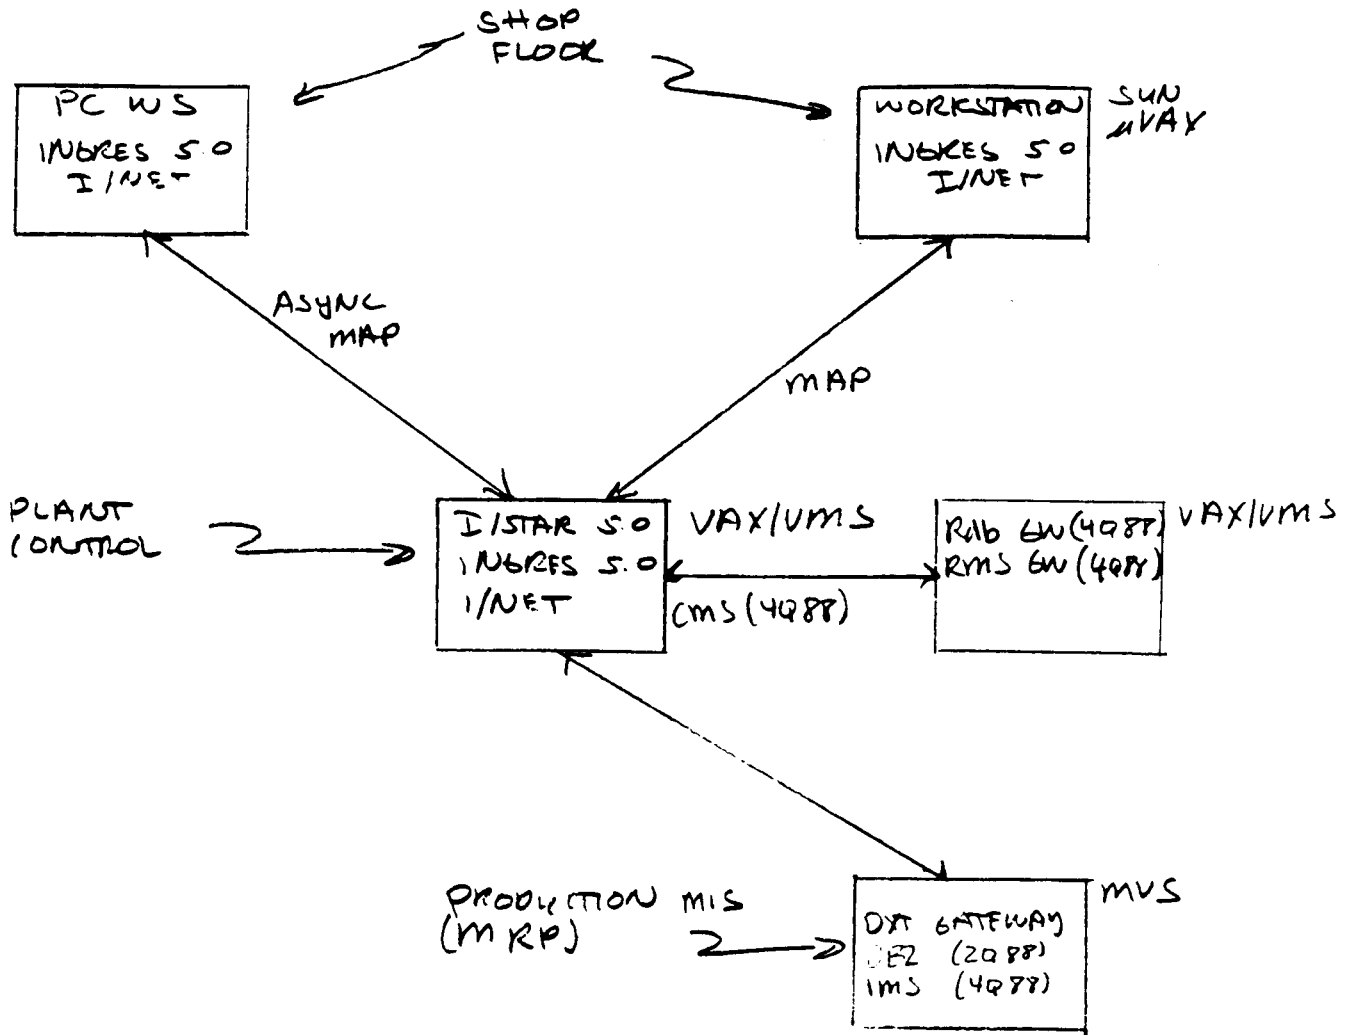 SHOP
FLOOR
PC WS
INGRES 5.0
I/NET
WORKSTATION
INGRES 5.0
I/NET
SUN
µVAX
ASYNC
MAP
MAP
PLANT
CONTROL
I/STAR 5.0
INGRES 5.0
I/NET
VAX/VMS
CMS (4Q88)
Rdb GW (4Q88)
RMS GW (4Q88)
VAX/VMS
PRODUCTION MIS
(MRP)
MVS
DXT GATEWAY
(2Q88)
IMS (4Q88)